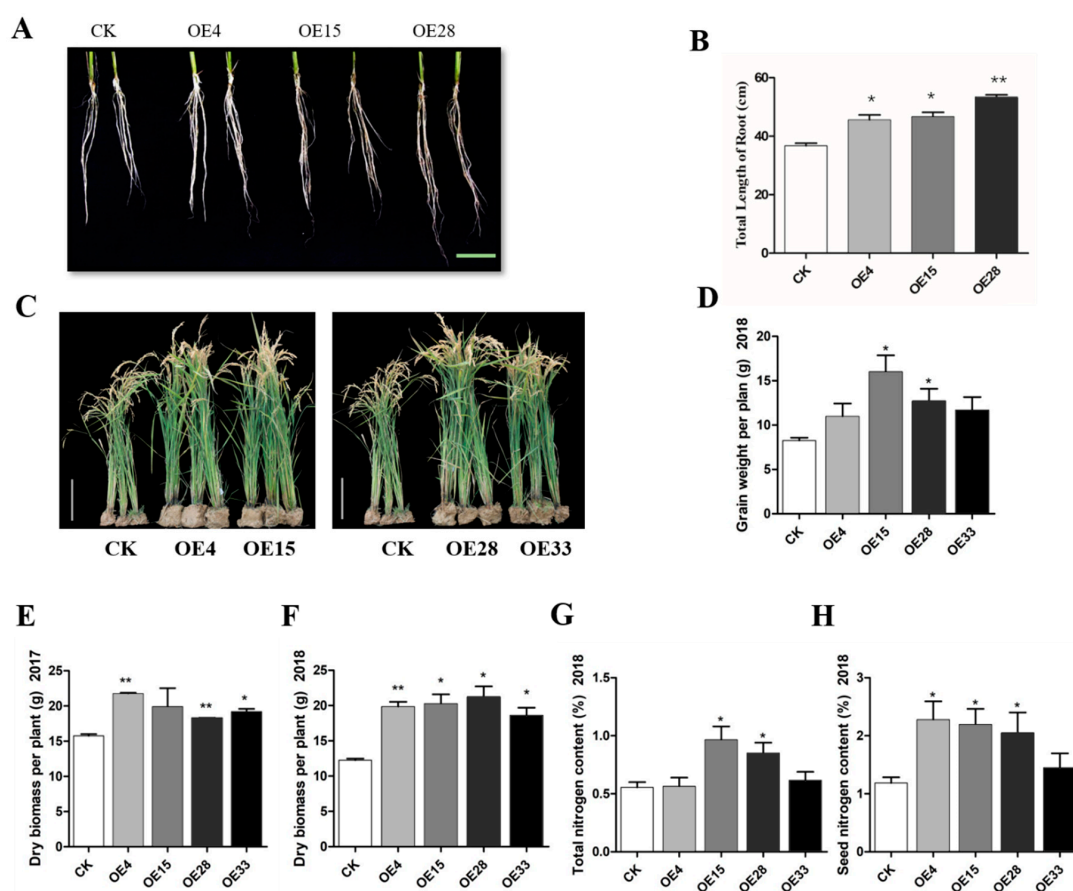 A
CK OE4 OE15 OE28
B
Total Length of Root (cm)
60
40
20
0
* * **
CK OE4 OE15 OE28
C
CK OE4 OE15
CK OE28 OE33
D
Grain weight per plan (g) 2018
20
15
10
5
0
* *
CK OE4 OE15 OE28 OE33
E
Dry biomass per plant (g) 2017
25
20
15
10
5
0
** ** *
CK OE4 OE15 OE28 OE33
F
Dry biomass per plant (g) 2018
25
20
15
10
5
0
** * * *
CK OE4 OE15 OE28 OE33
G
Total nitrogen content (%) 2018
1.5
1.0
0.5
0.0
* *
CK OE4 OE15 OE28 OE33
H
Seed nitrogen content (%) 2018
3
2
1
0
* * *
CK OE4 OE15 OE28 OE33